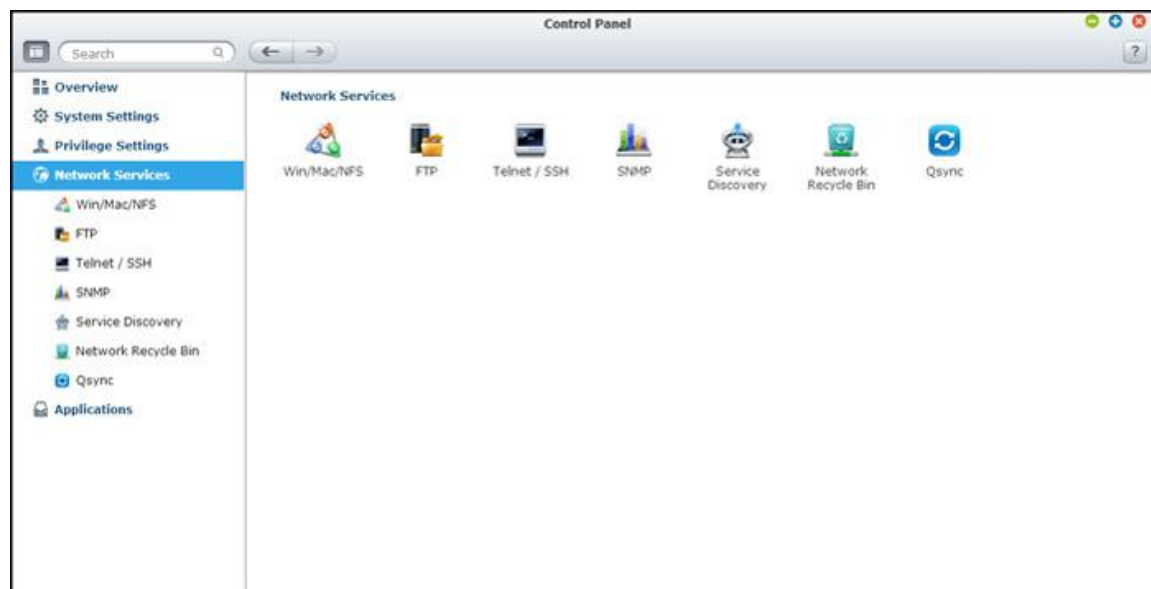 Control Panel
Search
?
Overview
System Settings
Privilege Settings
Network Services
Win/Mac/NFS
FTP
Telnet / SSH
SNMP
Service Discovery
Network Recycle Bin
Qsync
Applications
Network Services
Win/Mac/NFS
FTP
Telnet / SSH
SNMP
Service
Discovery
Network
Recycle Bin
Qsync